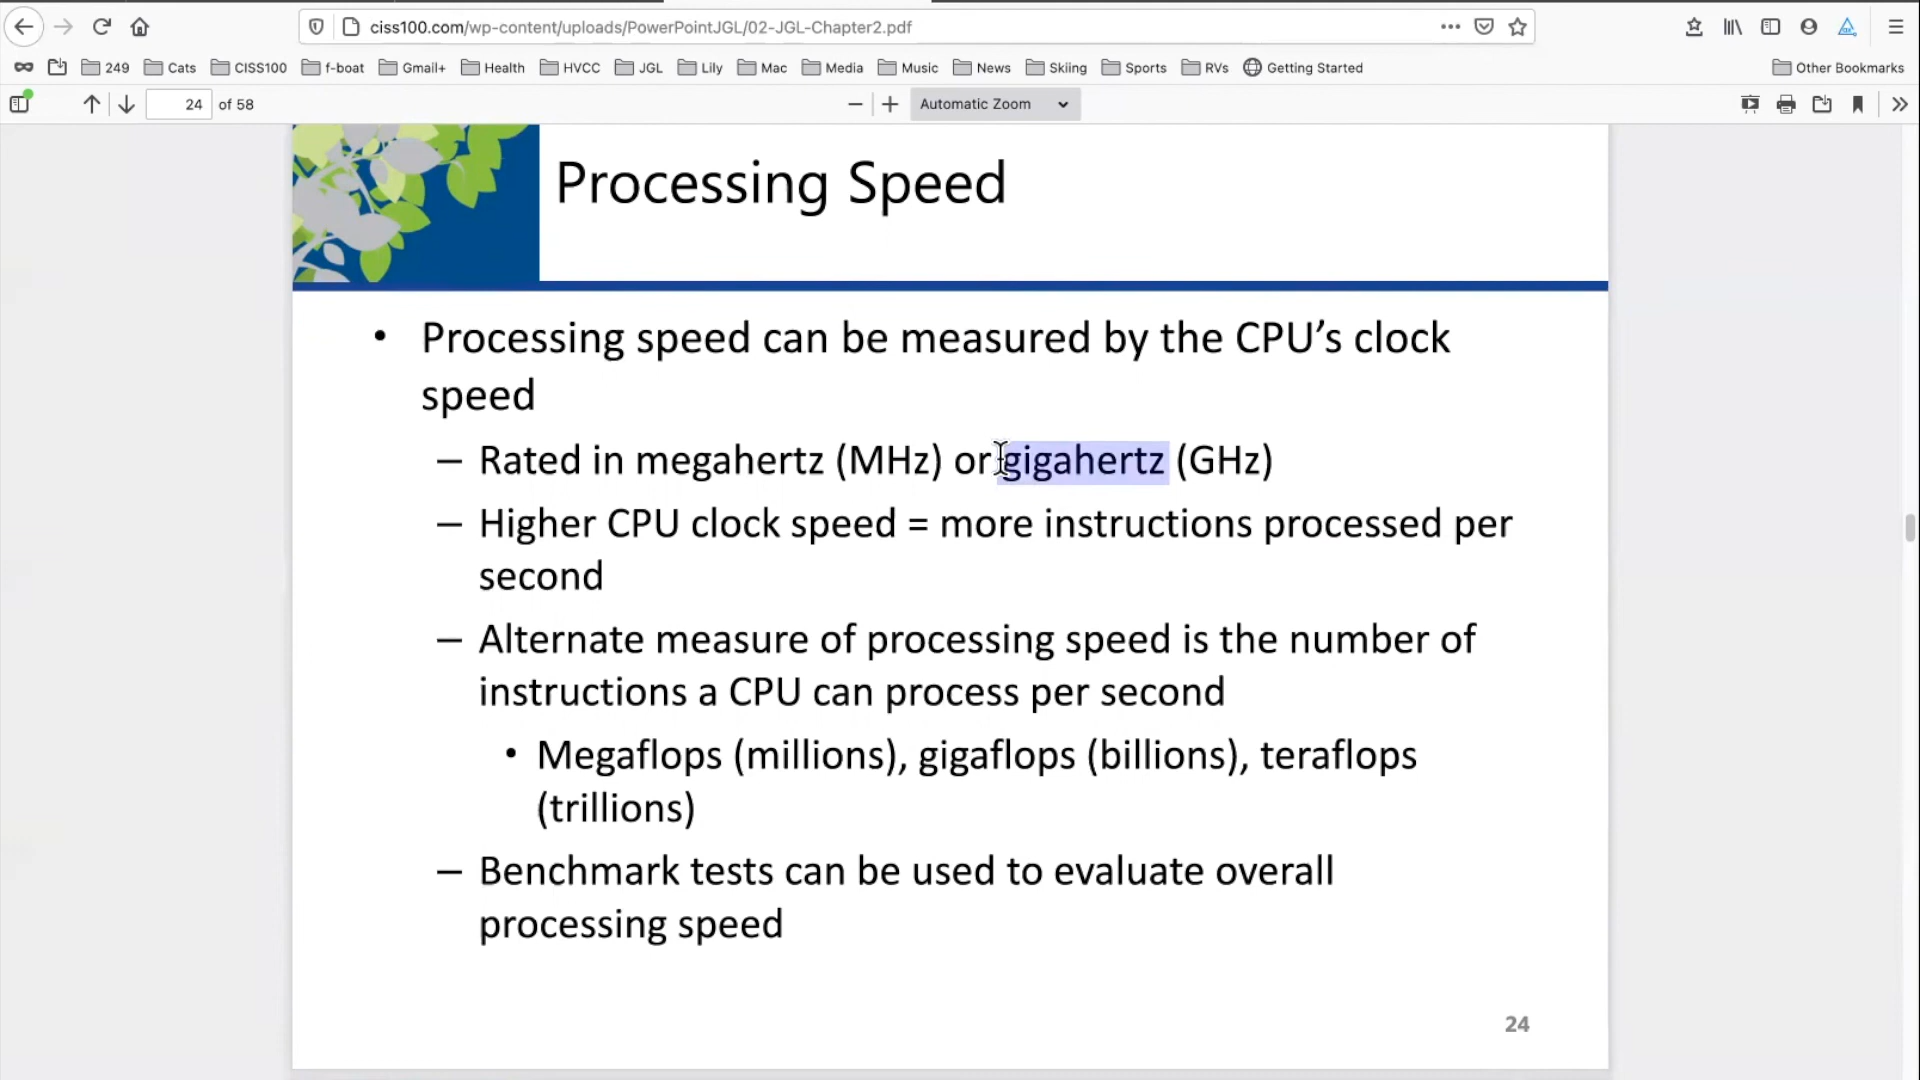 ciss100.com/wp-content/uploads/PowerPointJGL/02-JGL-Chapter2.pdf
249 Cats CISS100 f-boat Gmail+ Health HVCC JGL Lily Mac Media Music News Skiing Sports RVs Getting Started Other Bookmarks
24 of 58 Automatic Zoom
Processing Speed
• Processing speed can be measured by the CPU’s clock
speed
– Rated in megahertz (MHz) or gigahertz (GHz)
– Higher CPU clock speed = more instructions processed per
second
– Alternate measure of processing speed is the number of
instructions a CPU can process per second
• Megaflops (millions), gigaflops (billions), teraflops
(trillions)
– Benchmark tests can be used to evaluate overall
processing speed
24